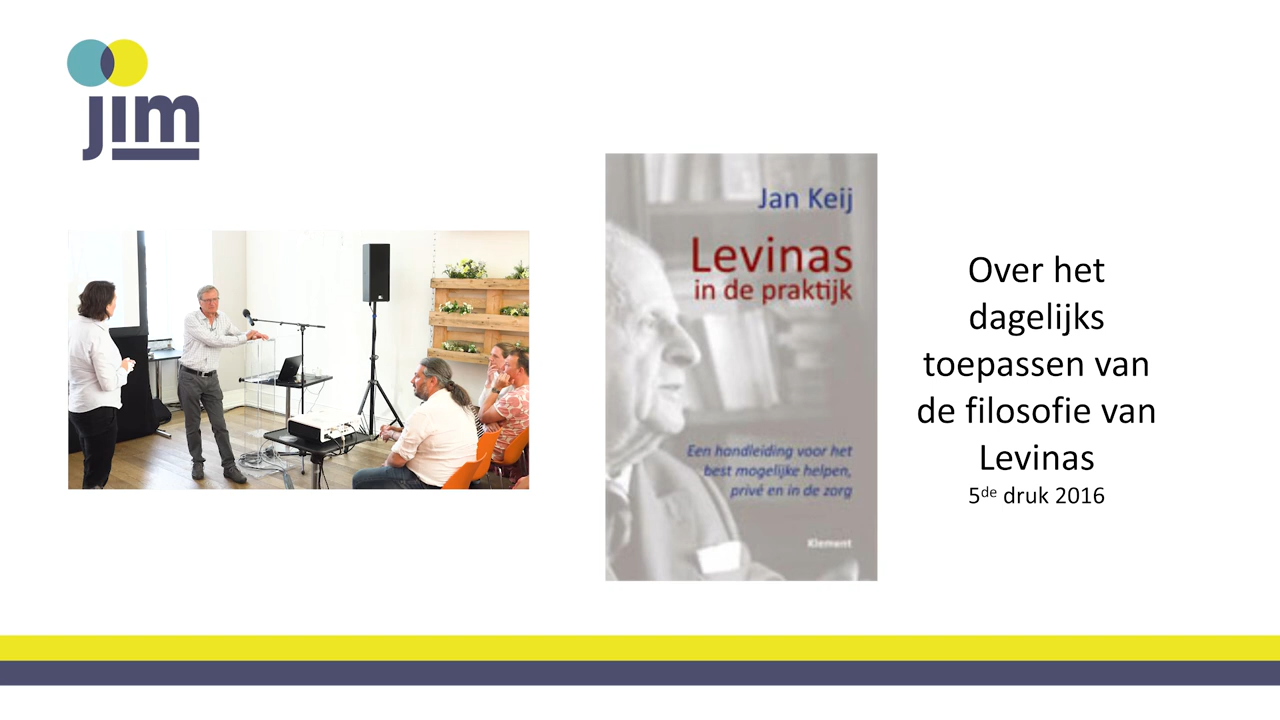 jim
Jan Keij
Levinas
in de praktijk
Een handleiding voor het
best mogelijke helpen,
privé en in de zorg
Klement
Over het
dagelijks
toepassen van
de filosofie van
Levinas
5de druk 2016